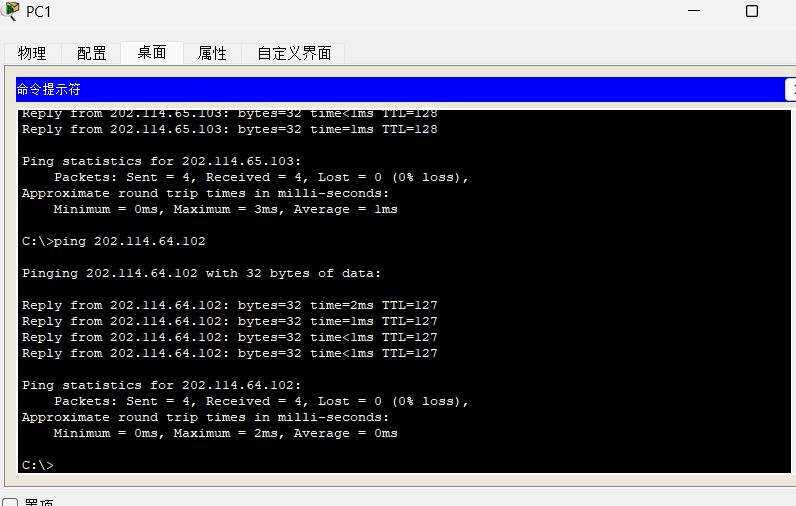 PC1
物理 配置 桌面 属性 自定义界面
命令提示符
Reply from 202.114.65.103: bytes=32 time<1ms TTL=128
Reply from 202.114.65.103: bytes=32 time=1ms TTL=128
Ping statistics for 202.114.65.103:
Packets: Sent = 4, Received = 4, Lost = 0 (0% loss),
Approximate round trip times in milli-seconds:
Minimum = 0ms, Maximum = 3ms, Average = 1ms
C:\>ping 202.114.64.102
Pinging 202.114.64.102 with 32 bytes of data:
Reply from 202.114.64.102: bytes=32 time=2ms TTL=127
Reply from 202.114.64.102: bytes=32 time=1ms TTL=127
Reply from 202.114.64.102: bytes=32 time<1ms TTL=127
Reply from 202.114.64.102: bytes=32 time<1ms TTL=127
Ping statistics for 202.114.64.102:
Packets: Sent = 4, Received = 4, Lost = 0 (0% loss),
Approximate round trip times in milli-seconds:
Minimum = 0ms, Maximum = 2ms, Average = 0ms
C:\>
置顶